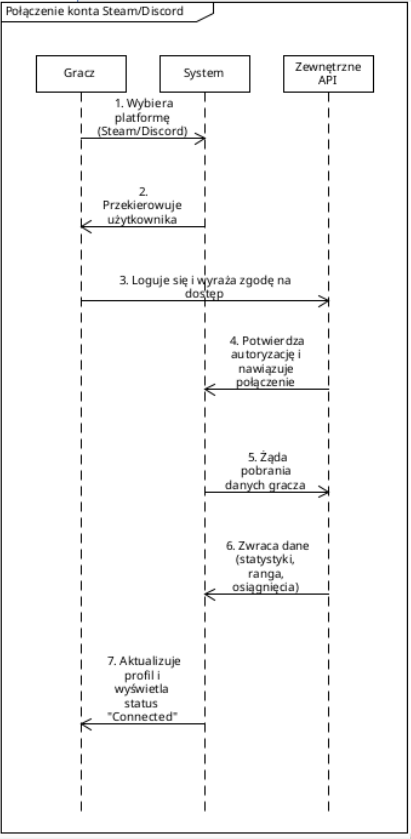 Połączenie konta Steam/Discord
Gracz
System
Zewnętrzne
API
1. Wybiera
platformę
(Steam/Discord)
2.
Przekierowuje
użytkownika
3. Loguje się i wyraża zgodę na
dostęp
4. Potwierdza
autoryzację i
nawiązuje
połączenie
5. Żąda
pobrania
danych gracza
6. Zwraca dane
(statystyki,
ranga,
osiągnięcia)
7. Aktualizuje
profil i
wyświetla
status
"Connected"